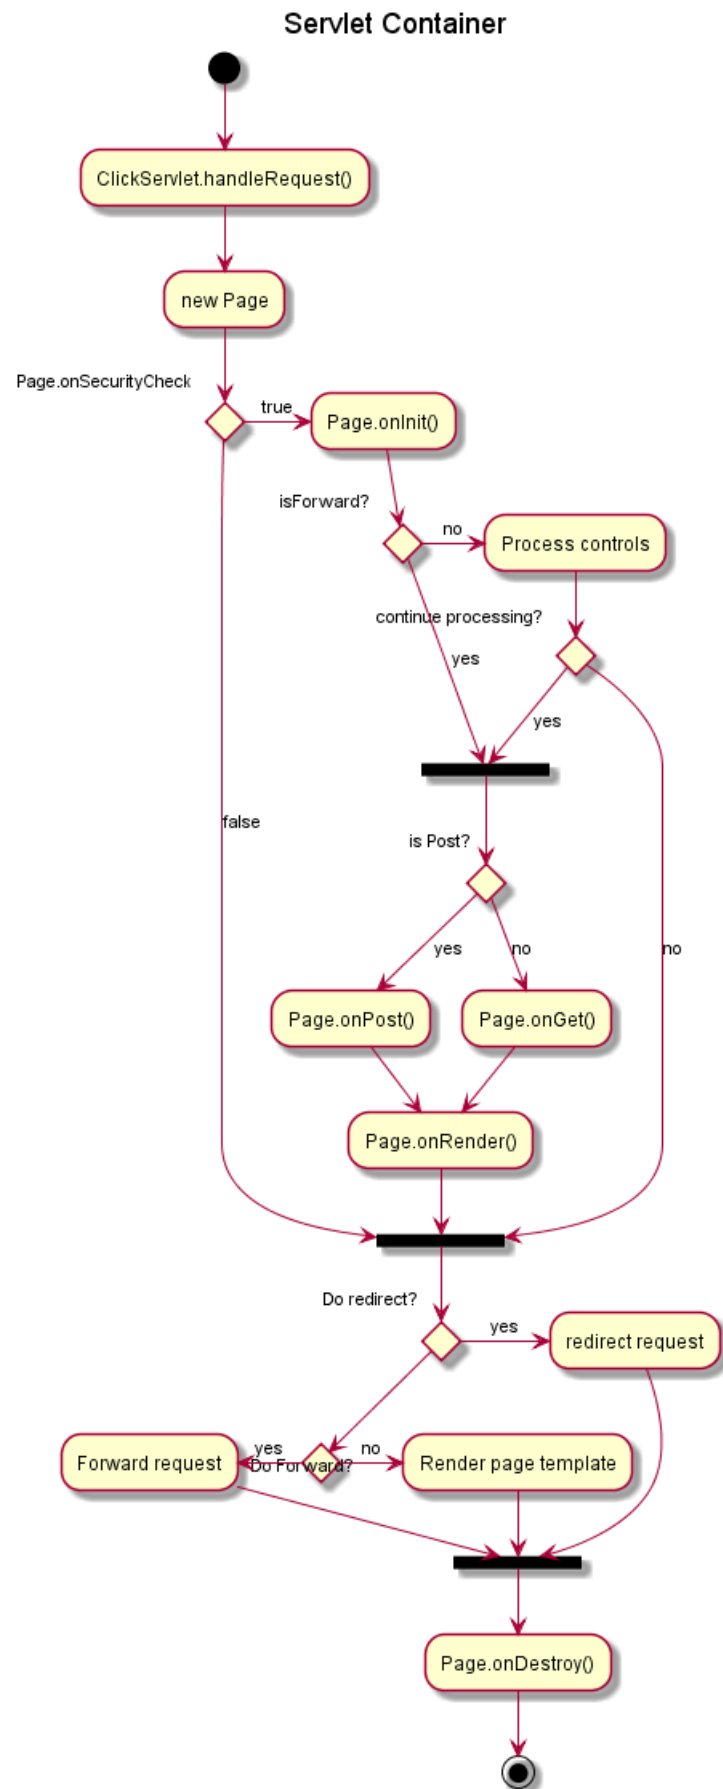 Servlet Container
ClickServlet.handleRequest()
new Page
Page.onSecurityCheck
true
Page.onInit()
isForward?
no
Process controls
continue processing?
yes
yes
false
is Post?
yes
no
no
Page.onPost()
Page.onGet()
Page.onRender()
Do redirect?
yes
redirect request
Forward request
yes
Do Forward?
no
Render page template
Page.onDestroy()